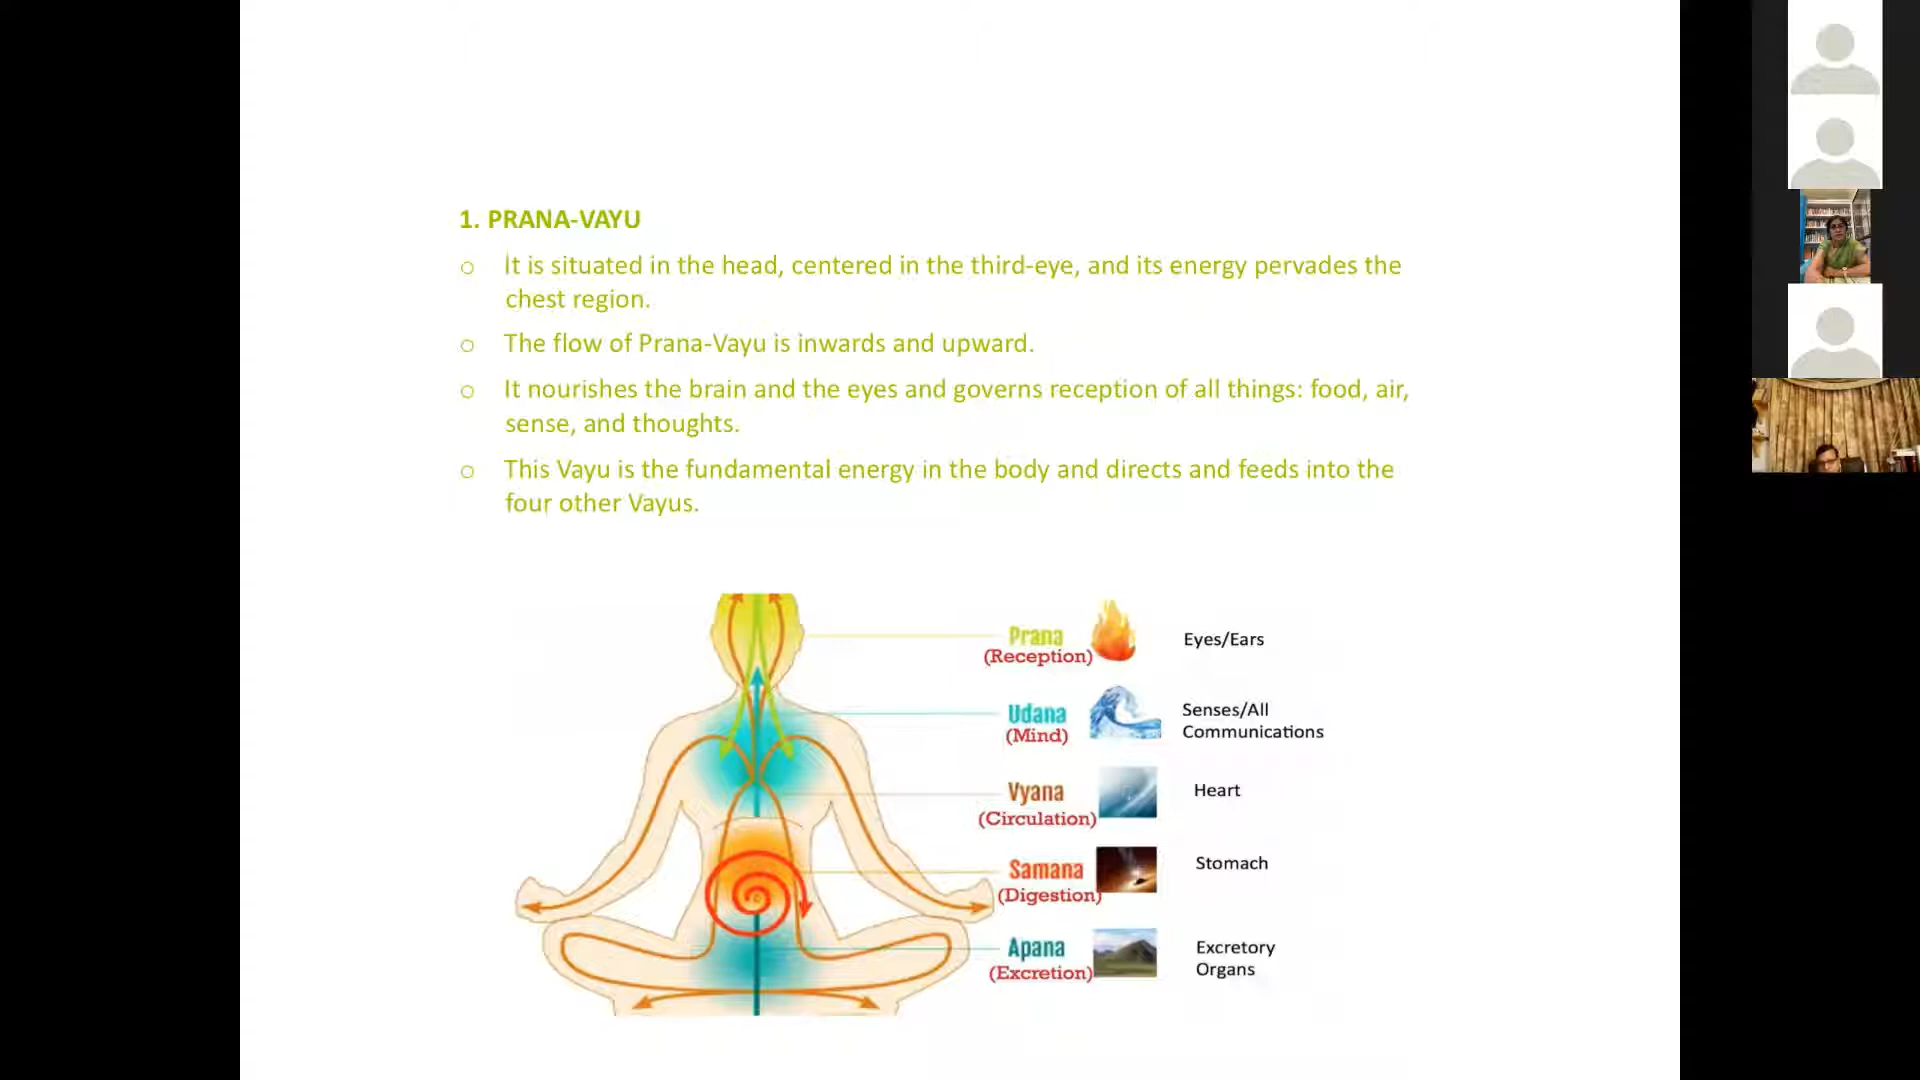 1. PRANA-VAYU
o It is situated in the head, centered in the third-eye, and its energy pervades the
chest region.
o The flow of Prana-Vayu is inwards and upward.
o It nourishes the brain and the eyes and governs reception of all things: food, air,
sense, and thoughts.
o This Vayu is the fundamental energy in the body and directs and feeds into the
four other Vayus.
Prana
(Reception)
Eyes/Ears
Udana
(Mind)
Senses/All
Communications
Vyana
(Circulation)
Heart
Samana
(Digestion)
Stomach
Apana
(Excretion)
Excretory
Organs